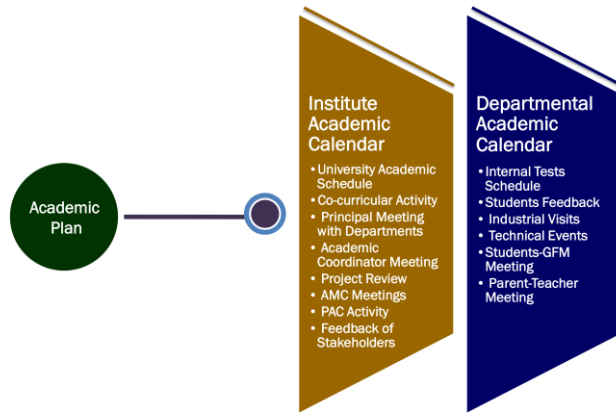 Academic
Plan
Institute
Academic
Calendar
• University Academic
Schedule
• Co-curricular Activity
• Principal Meeting
with Departments
• Academic
Coordinator Meeting
• Project Review
• AMC Meetings
• PAC Activity
• Feedback of
Stakeholders
Departmental
Academic
Calendar
• Internal Tests
Schedule
• Students Feedback
• Industrial Visits
• Technical Events
• Students-GFM
Meeting
• Parent-Teacher
Meeting